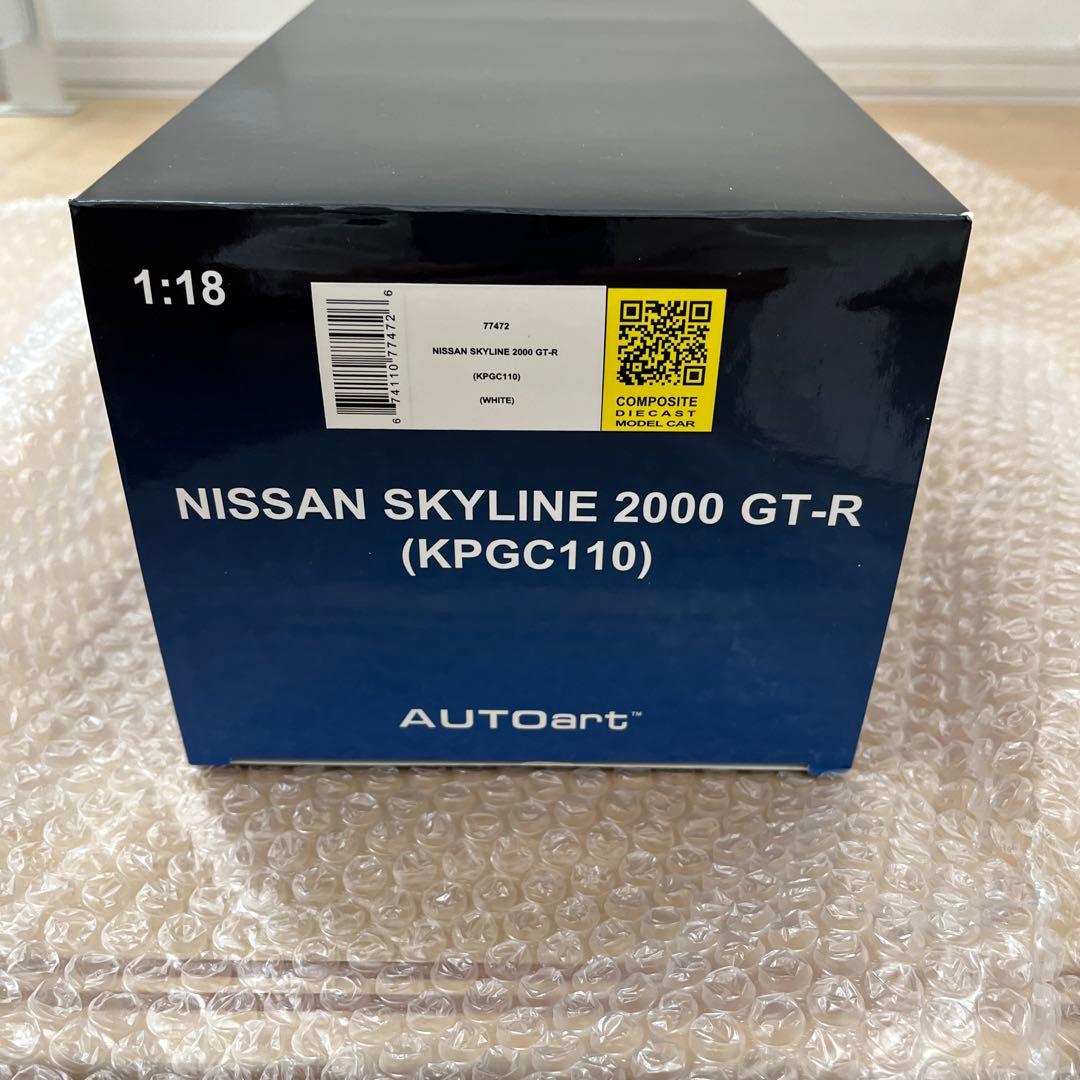 1:18
6 74110 77472 6
77472
NISSAN SKYLINE 2000 GT-R
(KPGC110)
(WHITE)
COMPOSITE
DIECAST
MODEL CAR
NISSAN SKYLINE 2000 GT-R
(KPGC110)
AUTOart™